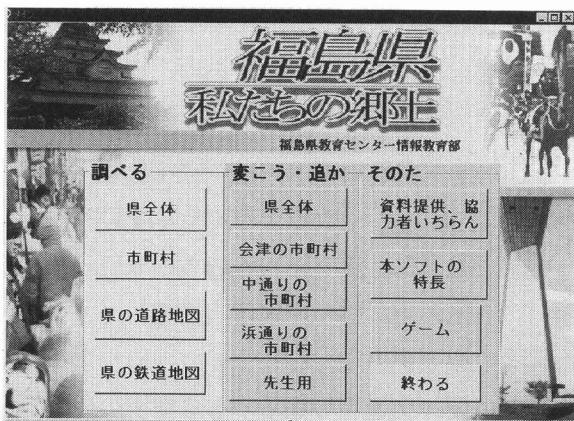 福島県
私たちの郷土
福島県教育センター情報教育部
調べる
県全体
市町村
県の道路地図
県の鉄道地図
変こう・追か
県全体
会津の市町村
中通りの
市町村
浜通りの
市町村
先生用
そのた
資料提供、協
力者いちらん
本ソフトの
特長
ゲーム
終わる